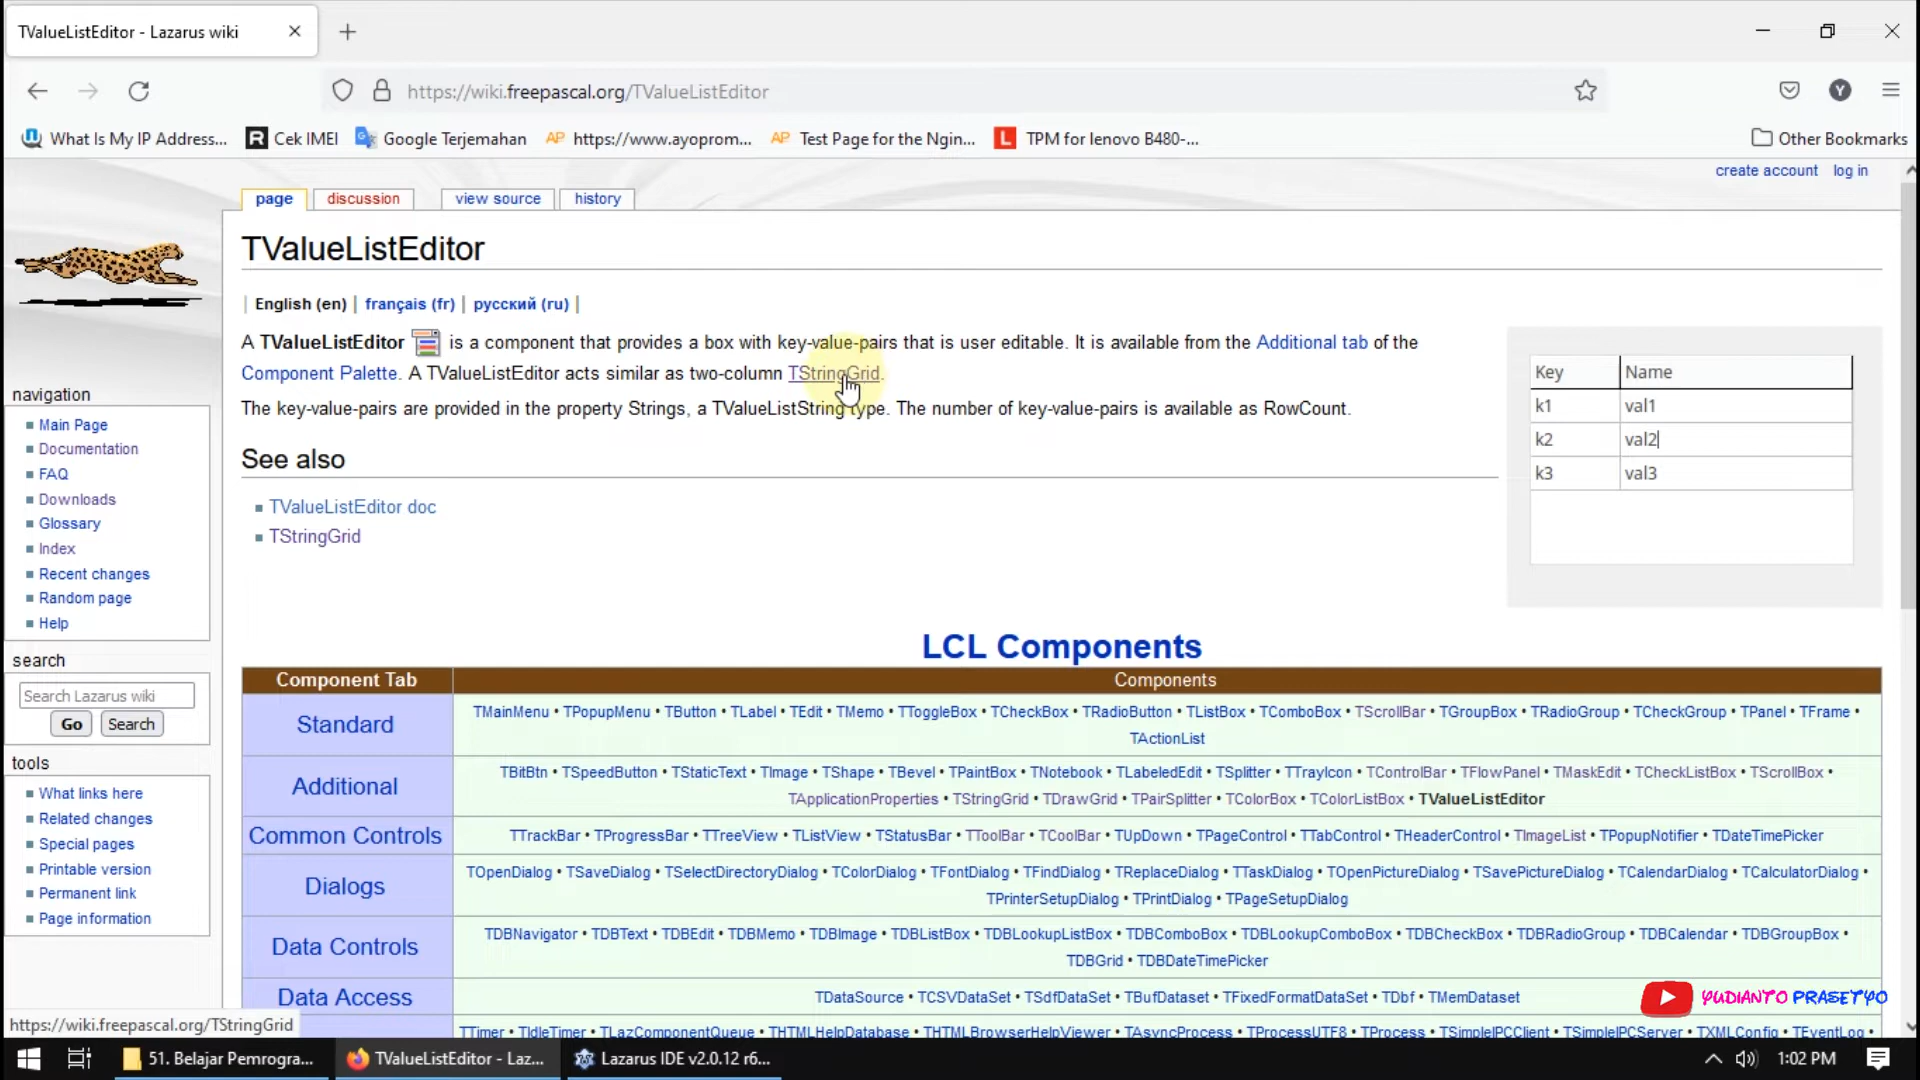 TValueListEditor - Lazarus wiki
https://wiki.freepascal.org/TValueListEditor
Y
What Is My IP Address...
R Cek IMEI
Google Terjemahan
AP https://www.ayoprom...
AP Test Page for the Ngin...
L TPM for lenovo B480-...
Other Bookmarks
create account log in
page discussion view source history
TValueListEditor
| English (en) | français (fr) | русский (ru) |
A TValueListEditor is a component that provides a box with key-value-pairs that is user editable. It is available from the Additional tab of the
Component Palette. A TValueListEditor acts similar as two-column TStringGrid.
The key-value-pairs are provided in the property Strings, a TValueListString type. The number of key-value-pairs is available as RowCount.
Key Name
k1 val1
k2 val2
k3 val3
See also
TValueListEditor doc
TStringGrid
navigation
Main Page
Documentation
FAQ
Downloads
Glossary
Index
Recent changes
Random page
Help
search
Search Lazarus wiki
Go Search
tools
What links here
Related changes
Special pages
Printable version
Permanent link
Page information
LCL Components
Component Tab Components
Standard
TMainMenu • TPopupMenu • TButton • TLabel • TEdit • TMemo • TToggleBox • TCheckBox • TRadioButton • TListBox • TComboBox • TScrollBar • TGroupBox • TRadioGroup • TCheckGroup • TPanel • TFrame •
TActionList
Additional
TBitBtn • TSpeedButton • TStaticText • TImage • TShape • TBevel • TPaintBox • TNotebook • TLabeledEdit • TSplitter • TTrayIcon • TControlBar • TFlowPanel • TMaskEdit • TCheckListBox • TScrollBox •
TApplicationProperties • TStringGrid • TDrawGrid • TPairSplitter • TColorBox • TColorListBox • TValueListEditor
Common Controls
TTrackBar • TProgressBar • TTreeView • TListView • TStatusBar • TToolBar • TCoolBar • TUpDown • TPageControl • TTabControl • THeaderControl • TImageList • TPopupNotifier • TDateTimePicker
Dialogs
TOpenDialog • TSaveDialog • TSelectDirectoryDialog • TColorDialog • TFontDialog • TFindDialog • TReplaceDialog • TTaskDialog • TOpenPictureDialog • TSavePictureDialog • TCalendarDialog • TCalculatorDialog •
TPrinterSetupDialog • TPrintDialog • TPageSetupDialog
Data Controls
TDBNavigator • TDBText • TDBEdit • TDBMemo • TDBImage • TDBListBox • TDBLookupListBox • TDBComboBox • TDBLookupComboBox • TDBCheckBox • TDBRadioGroup • TDBCalendar • TDBGroupBox •
TDBGrid • TDBDateTimePicker
Data Access
TDataSource • TCSVDataSet • TSdfDataSet • TBufDataset • TFixedFormatDataSet • TDbf • TMemDataset
TTimer • TIdleTimer • TLazComponentQueue • THTMLHelpDatabase • THTMLBrowserHelpViewer • TAsyncProcess • TProcessUTF8 • TProcess • TSimpleIPCClient • TSimpleIPCServer • TXMLConfig • TEventLog •
YUDIANTO PRASETYO
https://wiki.freepascal.org/TStringGrid
51. Belajar Pemrogra...
TValueListEditor - Laz...
Lazarus IDE v2.0.12 r6...
1:02 PM